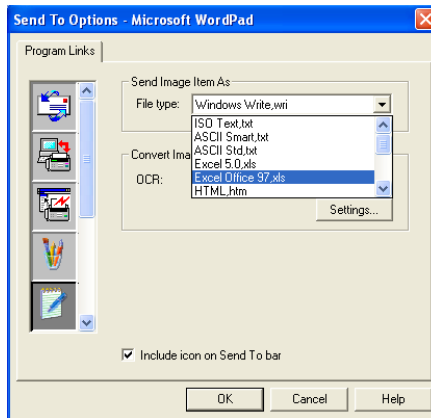 Send To Options - Microsoft WordPad
Program Links
Send Image Item As
File type: Windows Write,wri
ISO Text,txt
ASCII Smart,txt
ASCII Std,txt
Excel 5.0,xls
Excel Office 97,xls
HTML,htm
Convert Ima
OCR:
Settings...
Include icon on Send To bar
OK Cancel Help